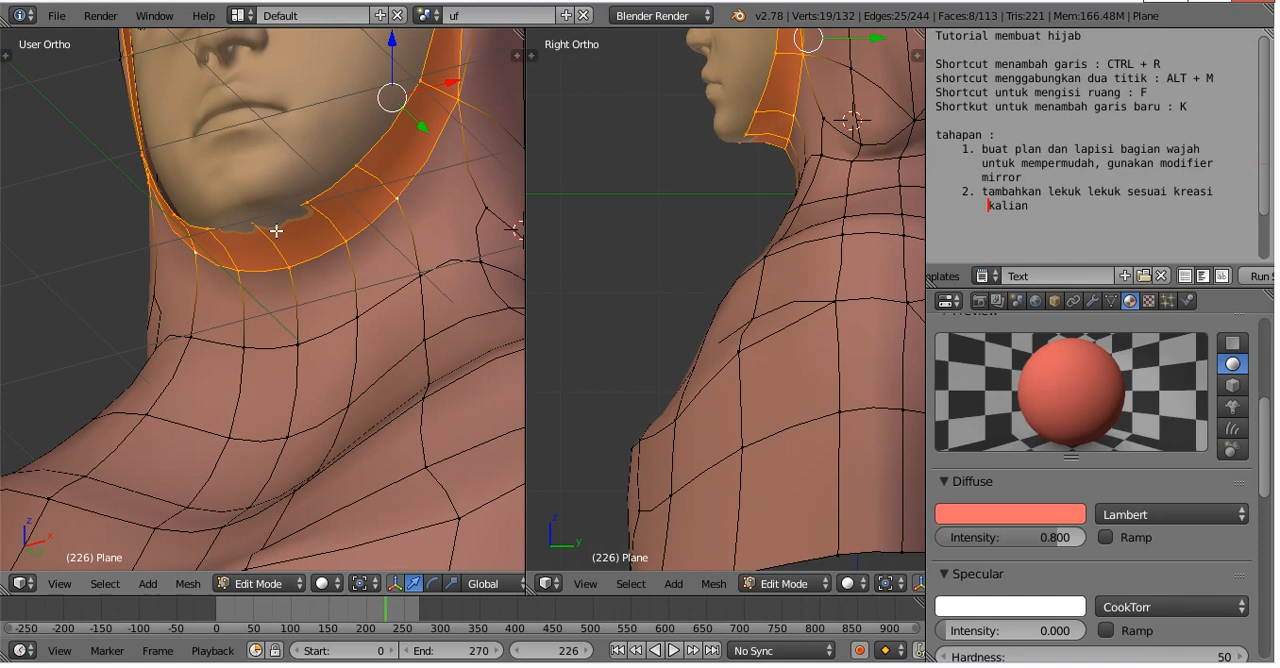 File Render Window Help Default uf Blender Render v2.78 | Verts:19/132 | Edges:25/244 | Faces:8/113 | Tris:221 | Mem:166.48M | Plane
User Ortho
Right Ortho
Tutorial membuat hijab
Shortcut menambah garis : CTRL + R
shortcut menggabungkan dua titik : ALT + M
Shortcut untuk mengisi ruang : F
Shortkut untuk menambah garis baru : K
tahapan :
1. buat plan dan lapisi bagian wajah
untuk mempermudah, gunakan modifier
mirror
2. tambahkan lekuk lekuk sesuai kreasi
kalian
nplates Text Run S
Diffuse
Lambert
Intensity: 0.800 Ramp
Specular
CookTorr
Intensity: 0.000 Ramp
Hardness: 50
z x
(226) Plane
z y
(226) Plane
View Select Add Mesh Edit Mode Global
View Select Add Mesh Edit Mode
-250 -200 -150 -100 -50 0 50 100 150 200 250 300 350 400 450 500 550 600 650 700 750 800 850 900
View Marker Frame Playback Start: 0 End: 270 226 No Sync